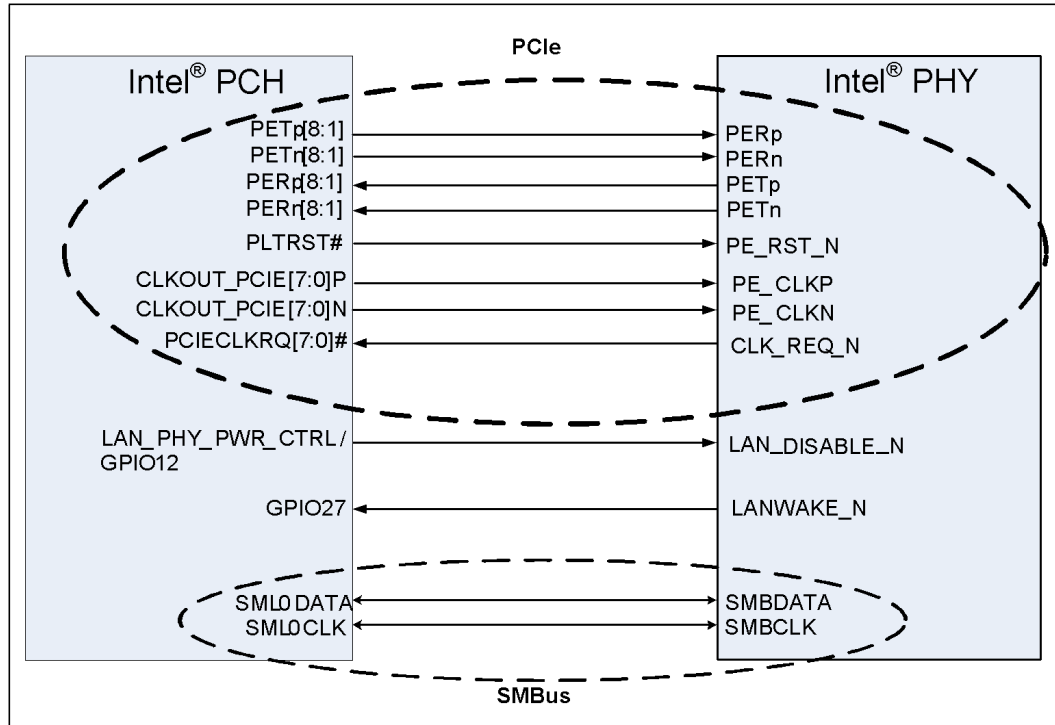 PCIe
Intel® PCH
Intel® PHY
PETp[8:1]
PERp
PETn[8:1]
PERn
PERp[8:1]
PETp
PERn[8:1]
PETn
PLTRST#
PE_RST_N
CLKOUT_PCIE[7:0]P
PE_CLKP
CLKOUT_PCIE[7:0]N
PE_CLKN
PCIECLKRQ[7:0]#
CLK_REQ_N
LAN_PHY_PWR_CTRL/
GPIO12
LAN_DISABLE_N
GPIO27
LANWAKE_N
SML0DATA
SMBDATA
SML0CLK
SMBCLK
SMBus